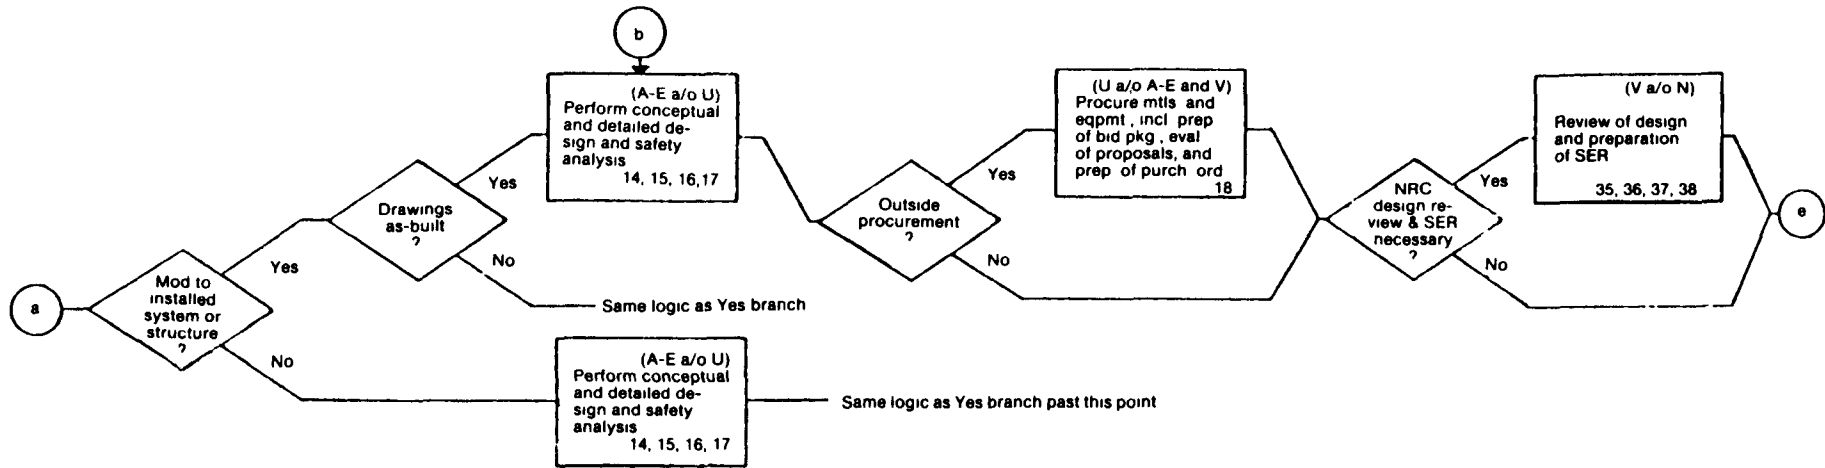 b
(A-E a/o U)
Perform conceptual
and detailed de-
sign and safety
analysis
14, 15, 16, 17
(U a/o A-E and V)
Procure mtls and
eqpmt, incl prep
of bid pkg, eval
of proposals, and
prep of purch ord
18
(V a/o N)
Review of design
and preparation
of SER
35, 36, 37, 38
Yes
Drawings
as-built
?
No
Same logic as Yes branch
Yes
Outside
procurement
?
No
Yes
NRC
design re-
view & SER
necessary
?
No
e
a
Mod to
installed
system or
structure
?
Yes
No
(A-E a/o U)
Perform conceptual
and detailed de-
sign and safety
analysis
14, 15, 16, 17
Same logic as Yes branch past this point